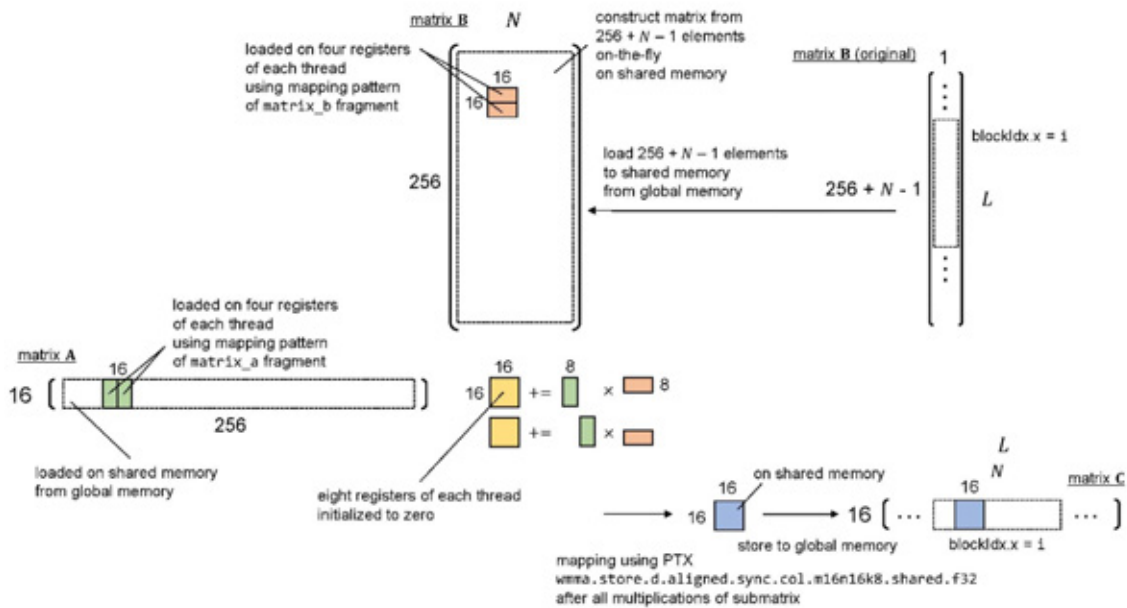 matrix B
N
loaded on four registers
of each thread
using mapping pattern
of matrix_b fragment
16
16
256
construct matrix from
256 + N − 1 elements
on-the-fly
on shared memory
matrix B (original)
1
⋮
blockIdx.x = i
256 + N - 1
L
⋮
load 256 + N − 1 elements
to shared memory
from global memory
loaded on four registers
of each thread
using mapping pattern
of matrix_a fragment
matrix A
16
16
256
loaded on shared memory
from global memory
16
16
+=
8
×
8
+=
×
eight registers of each thread
initialized to zero
on shared memory
16
16
store to global memory
L
N
matrix C
16
16
...
...
blockIdx.x = i
mapping using PTX
wmma.store.d.aligned.sync.col.m16n16k8.shared.f32
after all multiplications of submatrix